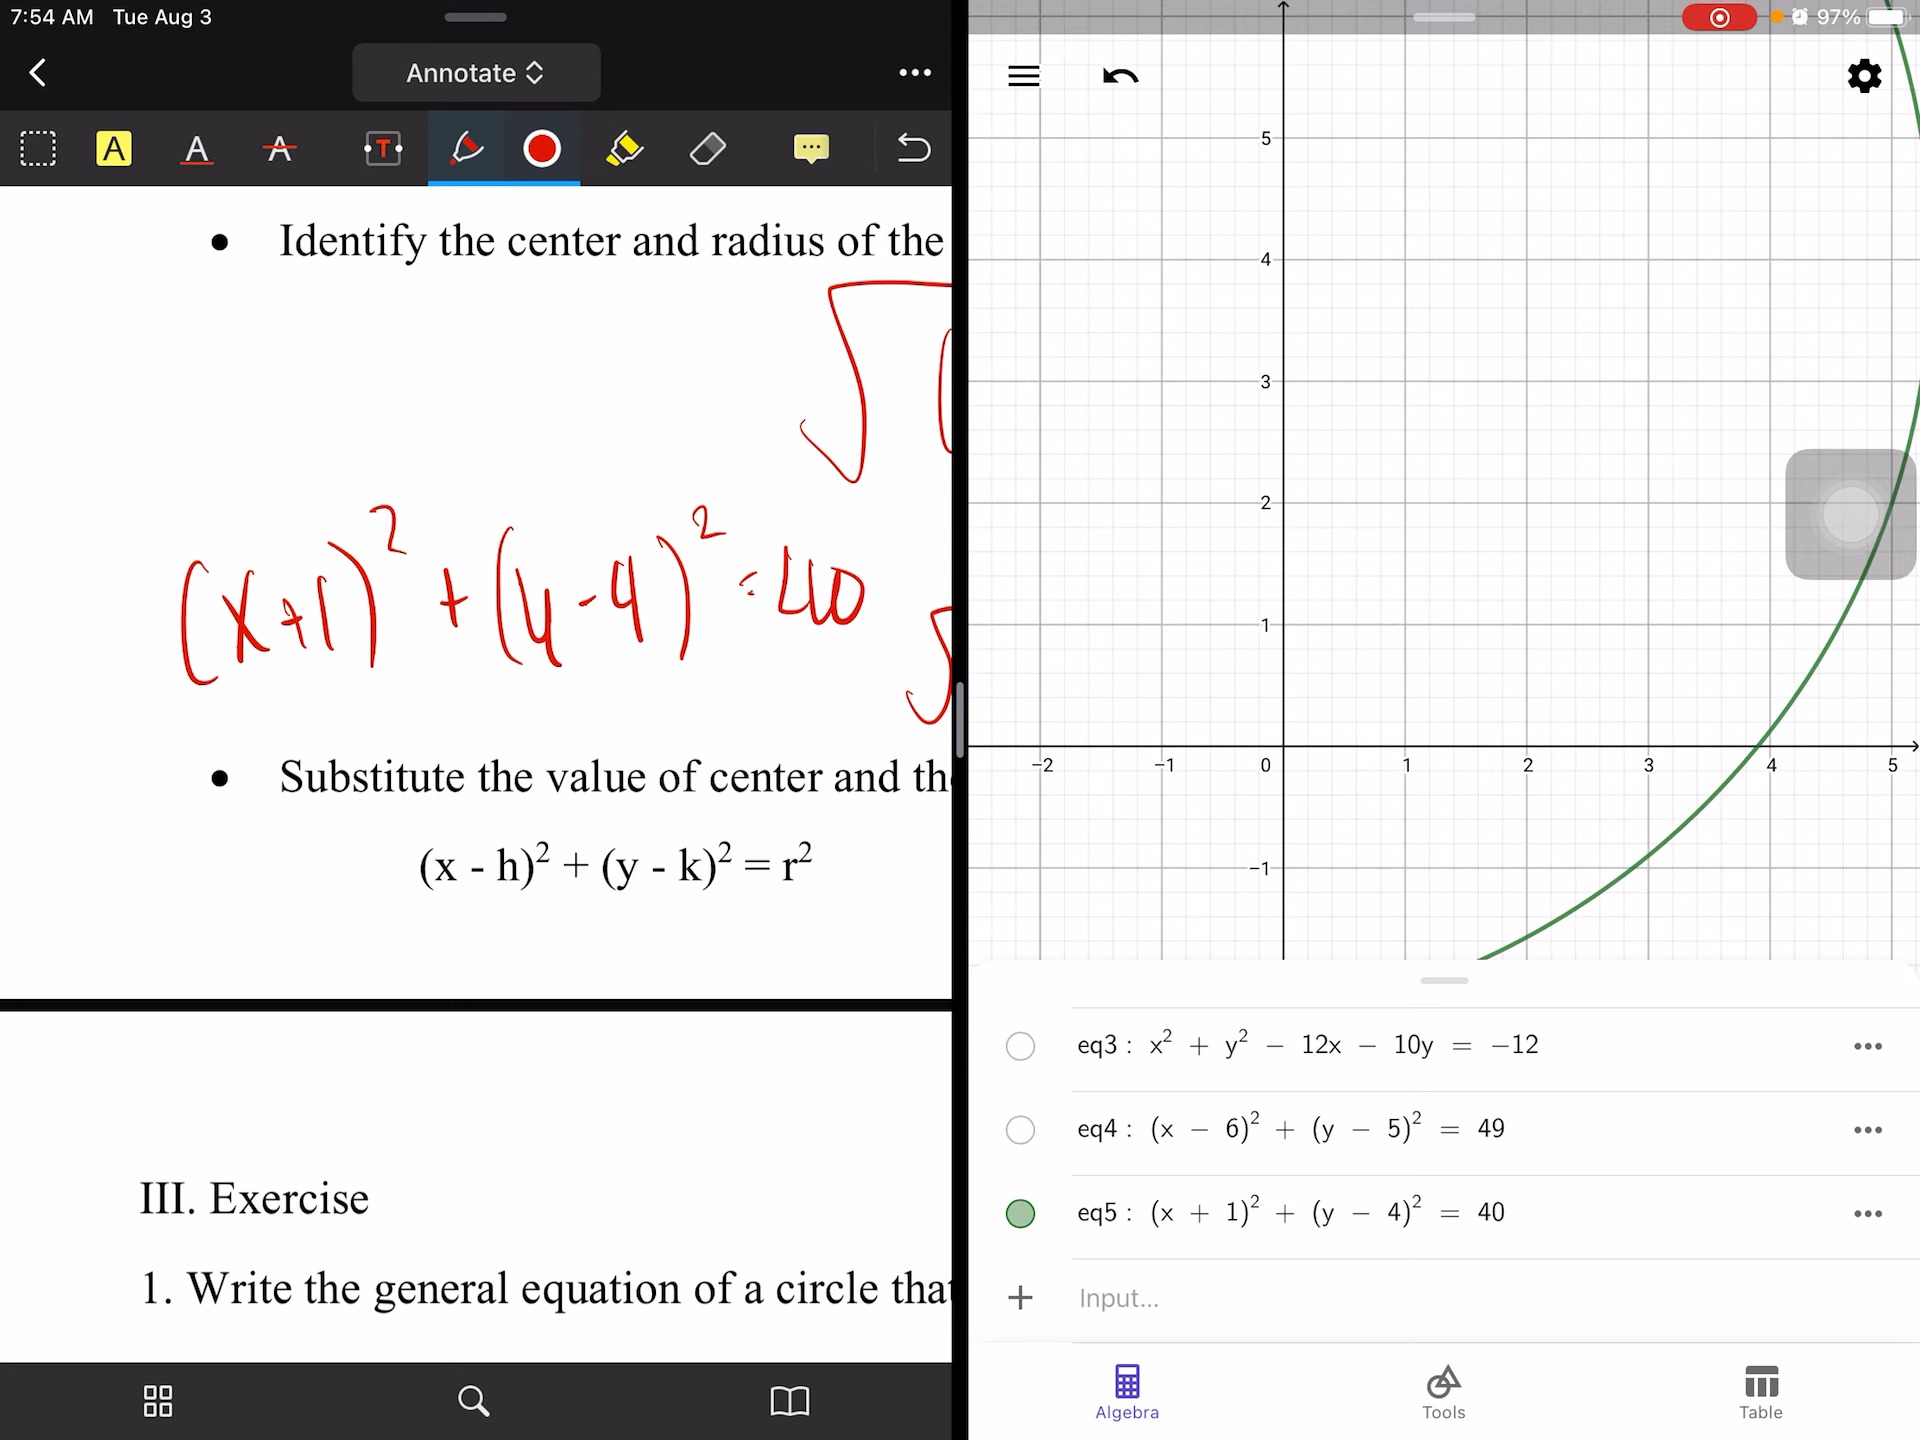 7:54 AM Tue Aug 3
97%
Annotate
A A A T
• Identify the center and radius of the
(x+1)² + (y-4)² = 40
• Substitute the value of center and the
(x - h)² + (y - k)² = r²
III. Exercise
1. Write the general equation of a circle that
5
4
3
2
1
−2 −1 0 1 2 3 4 5
−1
eq3 : x² + y² − 12x − 10y = −12
eq4 : (x − 6)² + (y − 5)² = 49
eq5 : (x + 1)² + (y − 4)² = 40
+ Input...
Algebra Tools Table